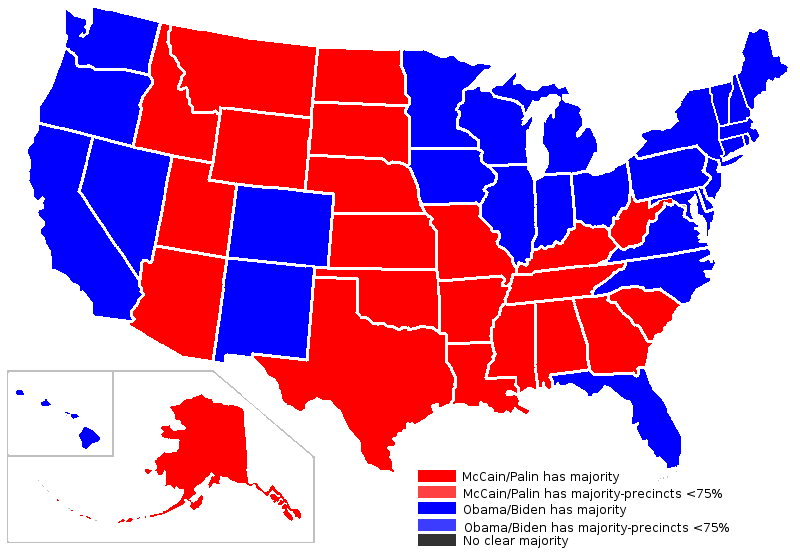 McCain/Palin has majority
McCain/Palin has majority-precincts <75%
Obama/Biden has majority
Obama/Biden has majority-precincts <75%
No clear majority